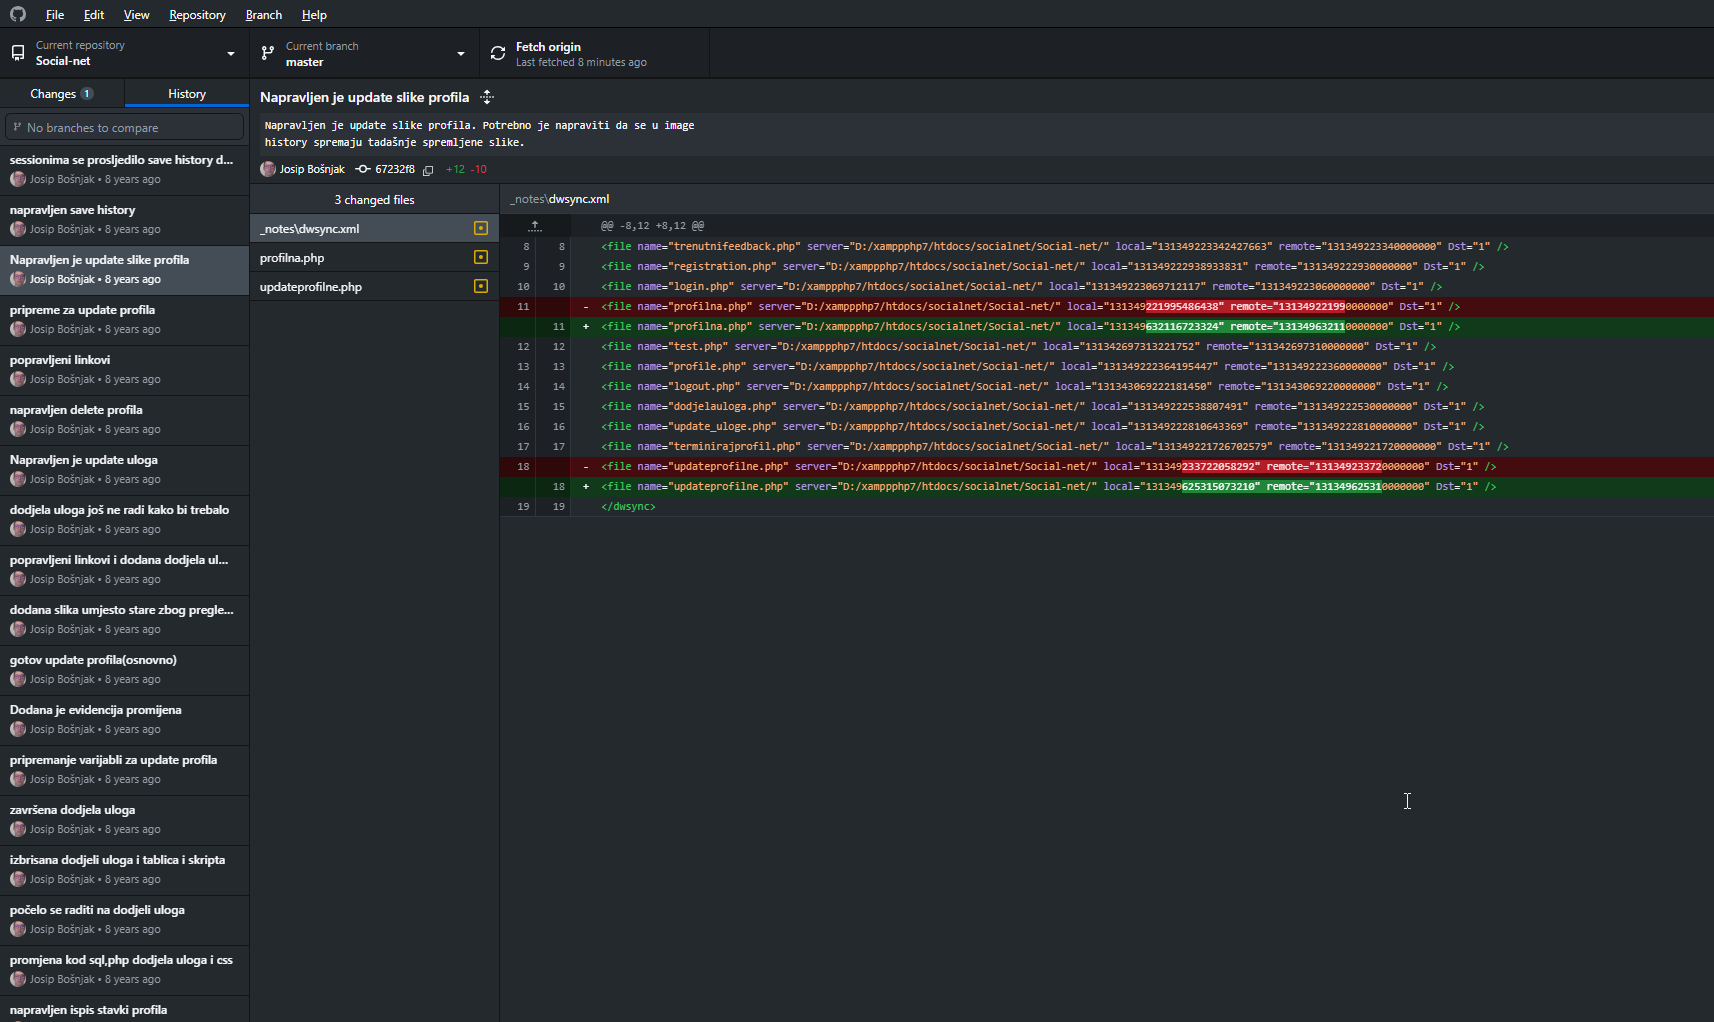 File Edit View Repository Branch Help
Current repository
Social-net
Current branch
master
Fetch origin
Last fetched 8 minutes ago
Changes 1
History
No branches to compare
sessionima se prosljedilo save history d...
Josip Bošnjak • 8 years ago
napravljen save history
Josip Bošnjak • 8 years ago
Napravljen je update slike profila
Josip Bošnjak • 8 years ago
pripreme za update profila
Josip Bošnjak • 8 years ago
popravljeni linkovi
Josip Bošnjak • 8 years ago
napravljen delete profila
Josip Bošnjak • 8 years ago
Napravljen je update uloga
Josip Bošnjak • 8 years ago
dodjela uloga još ne radi kako bi trebalo
Josip Bošnjak • 8 years ago
popravljeni linkovi i dodana dodjela ul...
Josip Bošnjak • 8 years ago
dodana slika umjesto stare zbog pregle...
Josip Bošnjak • 8 years ago
gotov update profila(osnovno)
Josip Bošnjak • 8 years ago
Dodana je evidencija promijena
Josip Bošnjak • 8 years ago
pripremanje varijabli za update profila
Josip Bošnjak • 8 years ago
završena dodjela uloga
Josip Bošnjak • 8 years ago
izbrisana dodjeli uloga i tablica i skripta
Josip Bošnjak • 8 years ago
počelo se raditi na dodjeli uloga
Josip Bošnjak • 8 years ago
promjena kod sql,php dodjela uloga i css
Josip Bošnjak • 8 years ago
napravljen ispis stavki profila
Napravljen je update slike profila
Napravljen je update slike profila. Potrebno je napraviti da se u image
history spremaju tadašnje spremljene slike.
Josip Bošnjak 67232f8 +12 -10
3 changed files
_notes\dwsync.xml
profilna.php
updateprofilne.php
_notes\dwsync.xml
@@ -8,12 +8,12 @@
8 8 <file name="trenutnifeedback.php" server="D:/xamppphp7/htdocs/socialnet/Social-net/" local="131349223342427663" remote="131349223340000000" Dst="1" />
9 9 <file name="registration.php" server="D:/xamppphp7/htdocs/socialnet/Social-net/" local="131349222938933831" remote="131349222930000000" Dst="1" />
10 10 <file name="login.php" server="D:/xamppphp7/htdocs/socialnet/Social-net/" local="131349223069712117" remote="131349223060000000" Dst="1" />
11 - <file name="profilna.php" server="D:/xamppphp7/htdocs/socialnet/Social-net/" local="131349221995486438" remote="131349221990000000" Dst="1" />
11 + <file name="profilna.php" server="D:/xamppphp7/htdocs/socialnet/Social-net/" local="131349632116723324" remote="131349632110000000" Dst="1" />
12 12 <file name="test.php" server="D:/xamppphp7/htdocs/socialnet/Social-net/" local="131342697313221752" remote="131342697310000000" Dst="1" />
13 13 <file name="profile.php" server="D:/xamppphp7/htdocs/socialnet/Social-net/" local="131349222364195447" remote="131349222360000000" Dst="1" />
14 14 <file name="logout.php" server="D:/xamppphp7/htdocs/socialnet/Social-net/" local="131343069222181450" remote="131343069220000000" Dst="1" />
15 15 <file name="dodjelauloga.php" server="D:/xamppphp7/htdocs/socialnet/Social-net/" local="131349222538807491" remote="131349222530000000" Dst="1" />
16 16 <file name="update_uloge.php" server="D:/xamppphp7/htdocs/socialnet/Social-net/" local="131349222810643369" remote="131349222810000000" Dst="1" />
17 17 <file name="terminirajprofil.php" server="D:/xamppphp7/htdocs/socialnet/Social-net/" local="131349221726702579" remote="131349221720000000" Dst="1" />
18 - <file name="updateprofilne.php" server="D:/xamppphp7/htdocs/socialnet/Social-net/" local="131349233722058292" remote="131349233720000000" Dst="1" />
18 + <file name="updateprofilne.php" server="D:/xamppphp7/htdocs/socialnet/Social-net/" local="131349625315073210" remote="131349625310000000" Dst="1" />
19 19 </dwsync>